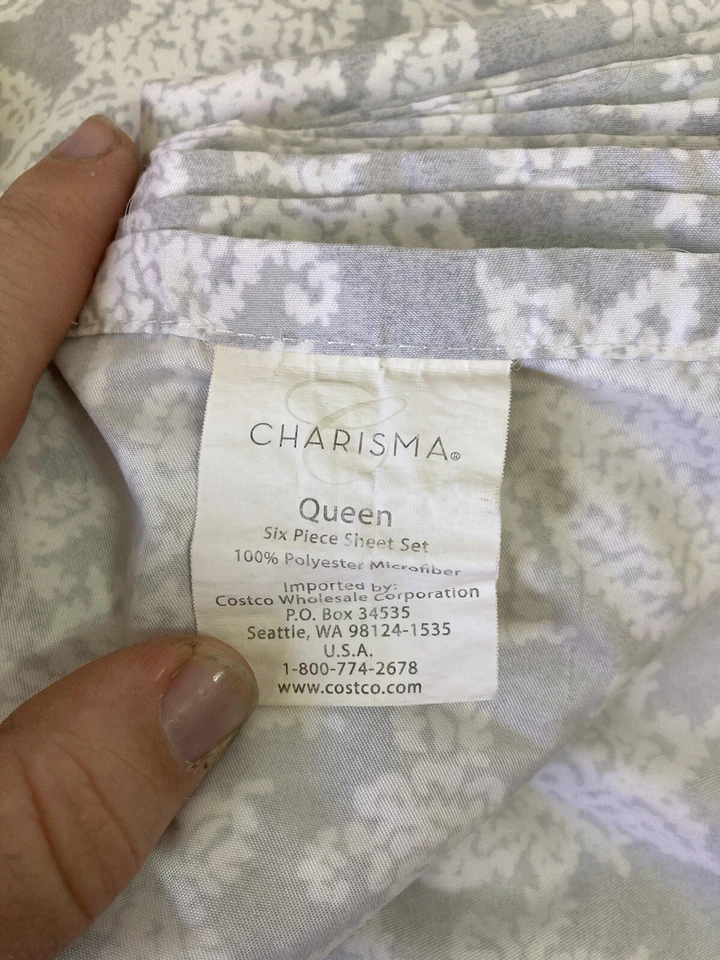 CHARISMA®
Queen
Six Piece Sheet Set
100% Polyester Microfiber
Imported by:
Costco Wholesale Corporation
P.O. Box 34535
Seattle, WA 98124-1535
U.S.A.
1-800-774-2678
www.costco.com